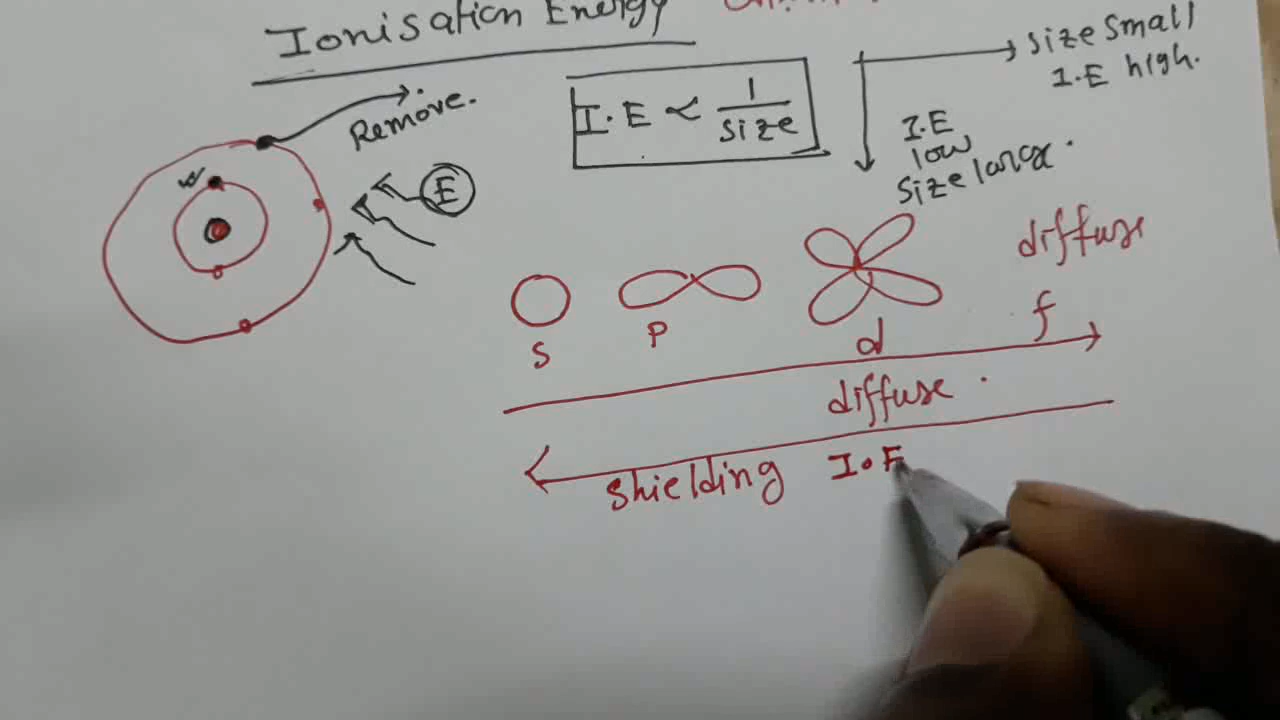 Ionisation Energy
Remove.
E
I.E ∝ 1/size
size small
I.E high.
I.E
low
size large.
diffuse
s p d f
diffuse
shielding I.E